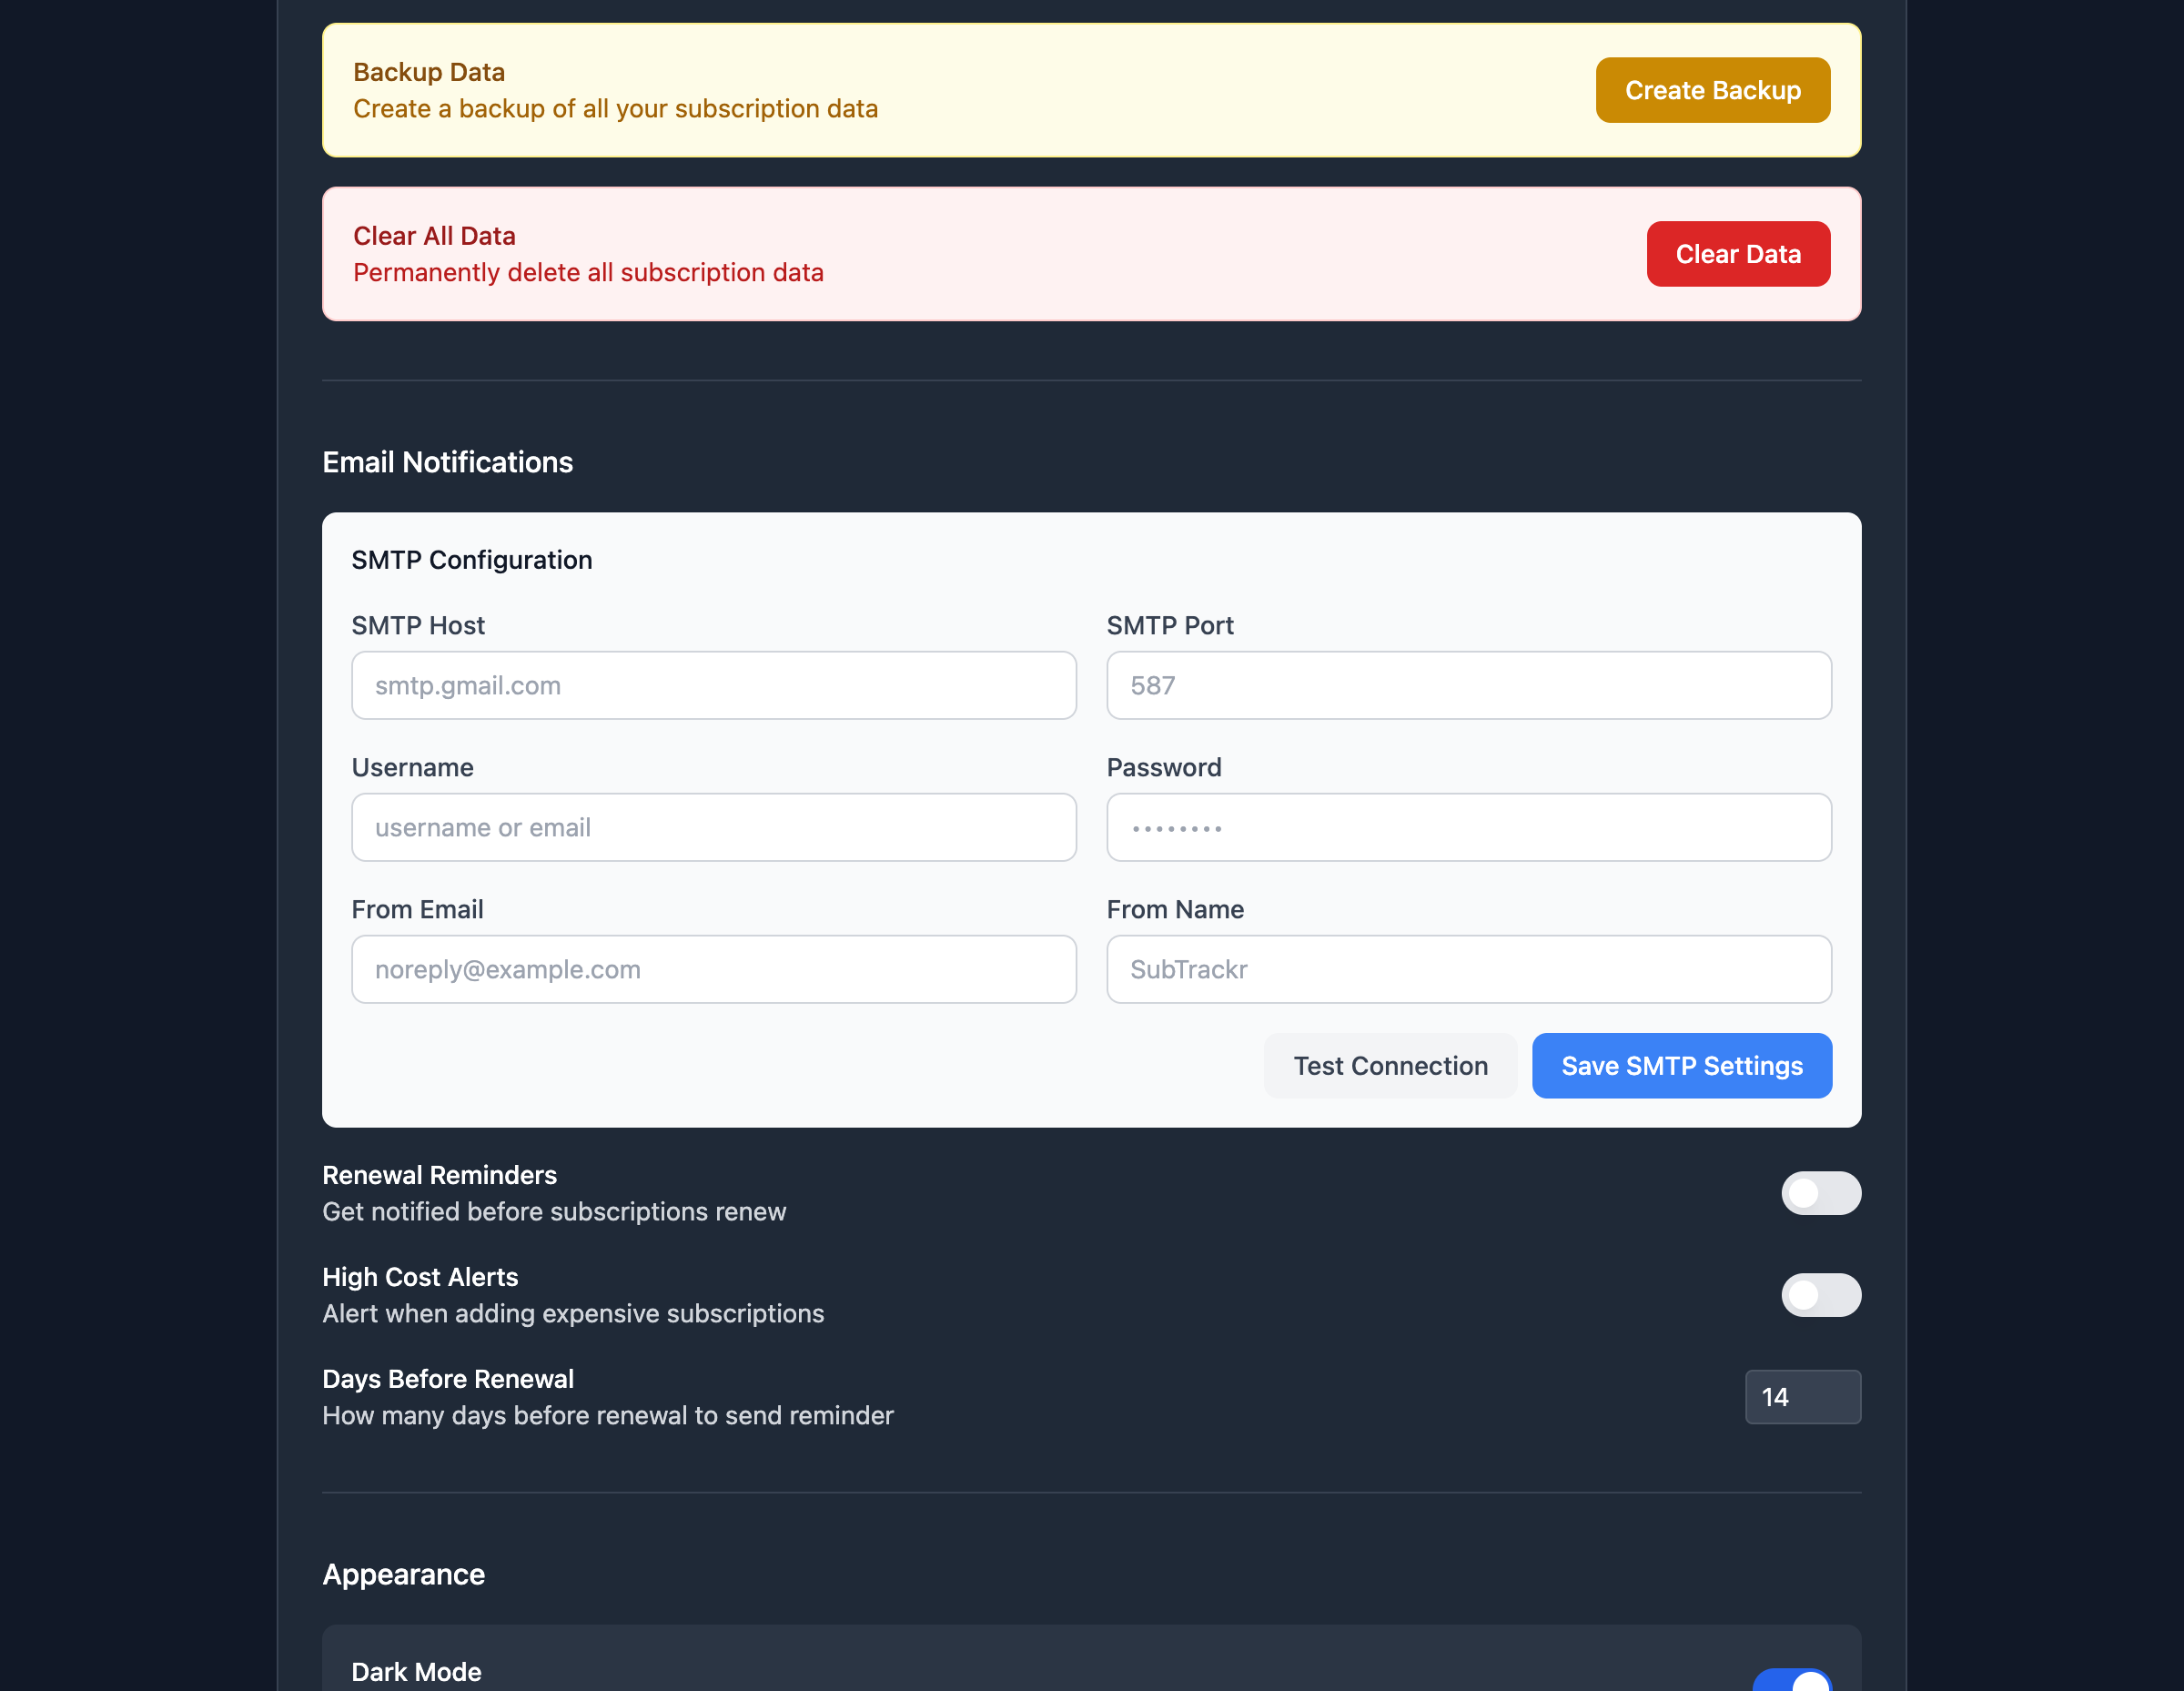 Backup Data
Create a backup of all your subscription data
Create Backup
Clear All Data
Permanently delete all subscription data
Clear Data
Email Notifications
SMTP Configuration
SMTP Host
SMTP Port
smtp.gmail.com
587
Username
Password
username or email
••••••••
From Email
From Name
noreply@example.com
SubTrackr
Test Connection
Save SMTP Settings
Renewal Reminders
Get notified before subscriptions renew
High Cost Alerts
Alert when adding expensive subscriptions
Days Before Renewal
How many days before renewal to send reminder
14
Appearance
Dark Mode